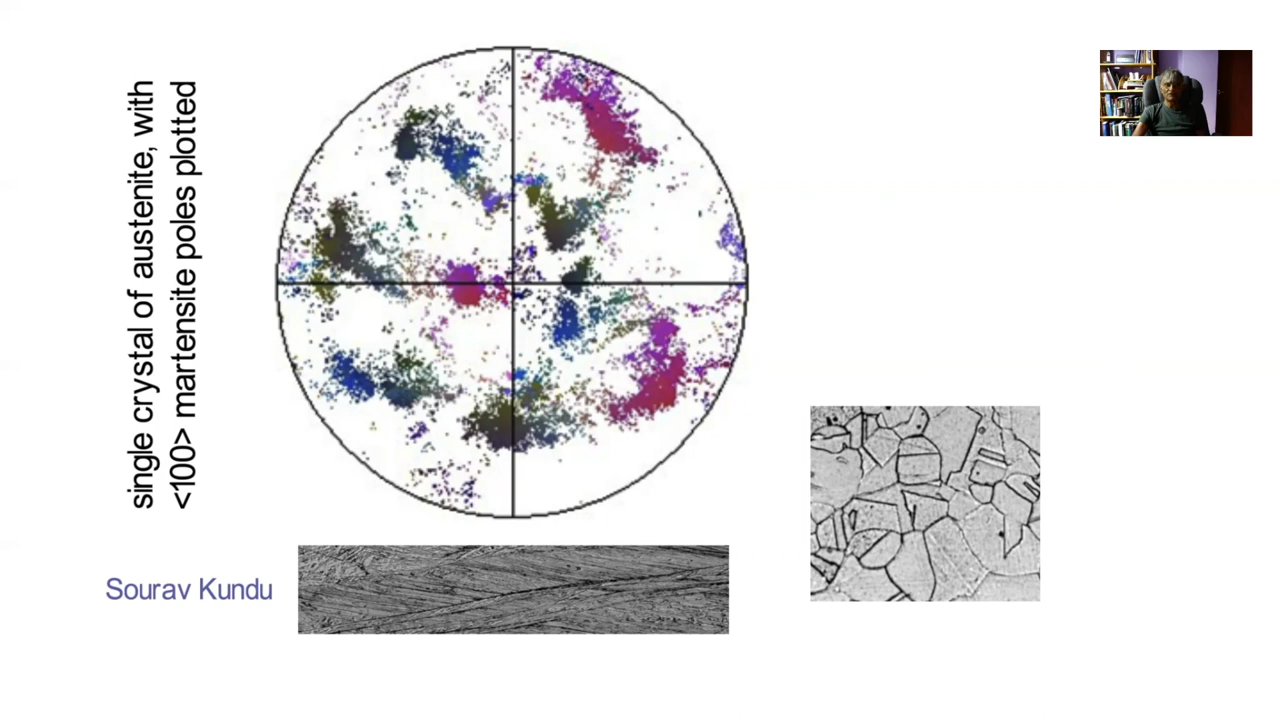 single crystal of austenite, with
<100> martensite poles plotted
Sourav Kundu